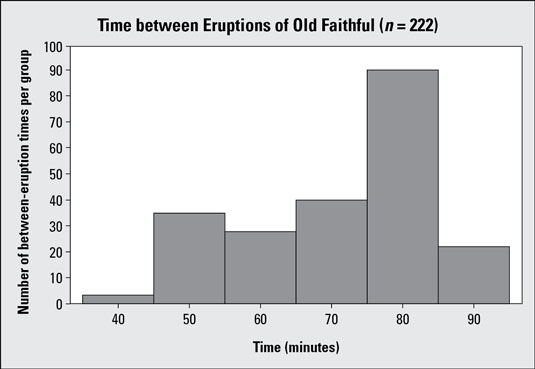 Time between Eruptions of Old Faithful (n = 222)
Number of between-eruption times per group
100
90
80
70
60
50
40
30
20
10
0
40 50 60 70 80 90
Time (minutes)